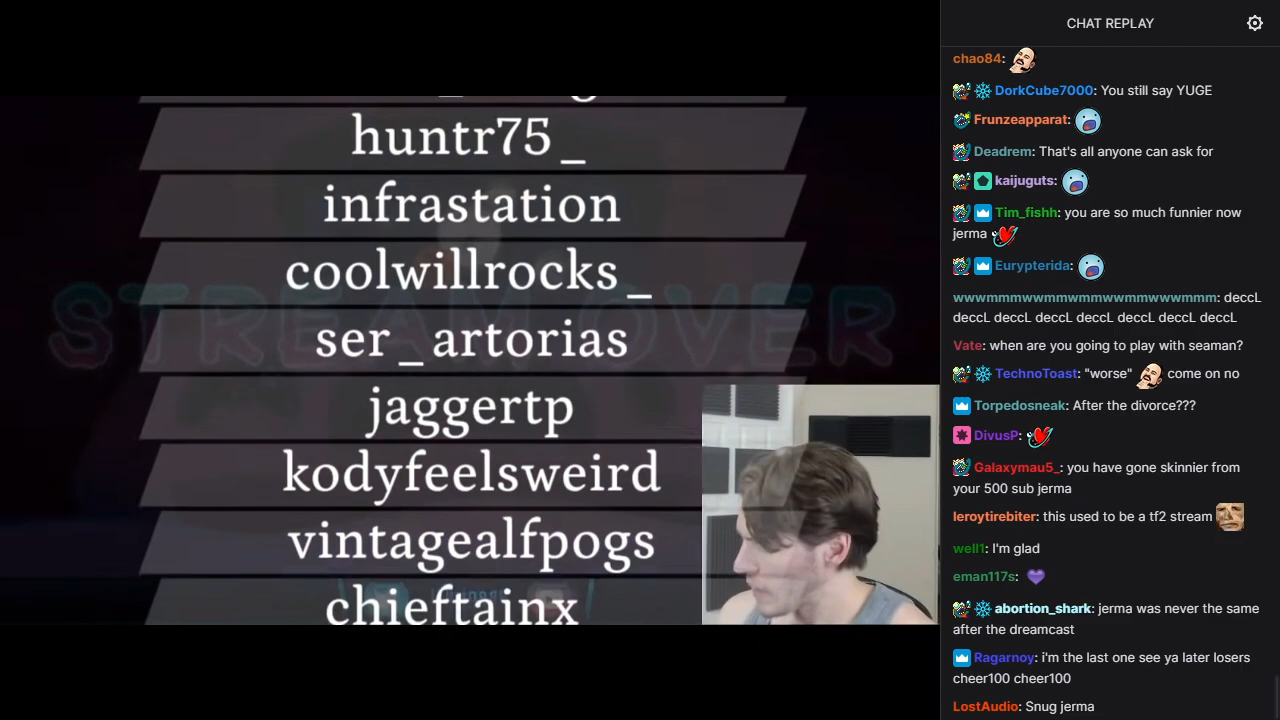 huntr75_
infrastation
coolwillrocks_
STREAM OVER
ser_artorias
jaggertp
kodyfeelsweird
vintagealfpogs
chieftainx
CHAT REPLAY
chao84:
DorkCube7000: You still say YUGE
Frunzeapparat:
Deadrem: That's all anyone can ask for
kaijuguts:
Tim_fishh: you are so much funnier now
jerma
Eurypterida:
wwwmmmwwmmwmmwwmmwwwmmm: deccL
deccL deccL deccL deccL deccL deccL
Vate: when are you going to play with seaman?
TechnoToast: "worse" come on no
Torpedosneak: After the divorce???
DivusP:
Galaxymau5_: you have gone skinnier from
your 500 sub jerma
leroytirebiter: this used to be a tf2 stream
well1: I'm glad
eman117s:
abortion_shark: jerma was never the same
after the dreamcast
Ragarnoy: i'm the last one see ya later losers
cheer100 cheer100
LostAudio: Snug jerma